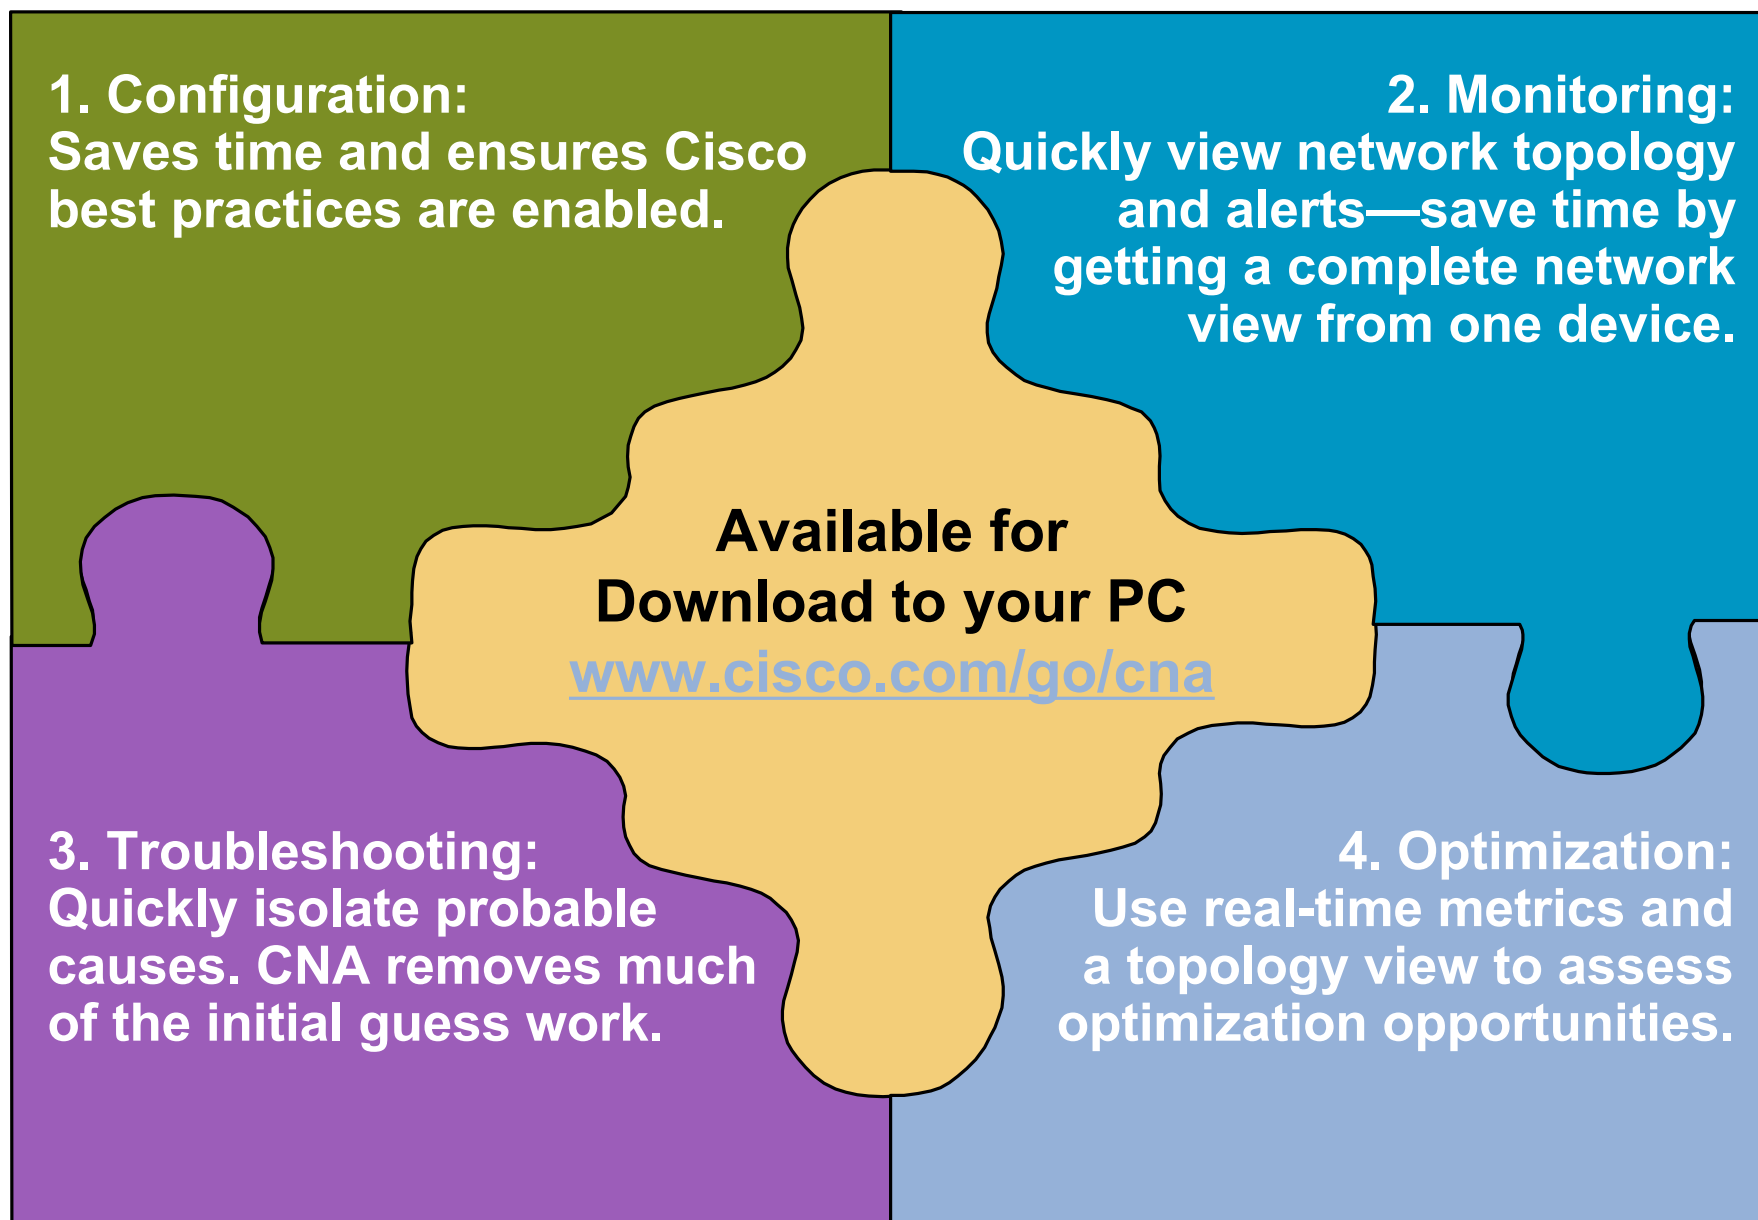 1. Configuration:
Saves time and ensures Cisco
best practices are enabled.
2. Monitoring:
Quickly view network topology
and alerts—save time by
getting a complete network
view from one device.
Available for
Download to your PC
www.cisco.com/go/cna
3. Troubleshooting:
Quickly isolate probable
causes. CNA removes much
of the initial guess work.
4. Optimization:
Use real-time metrics and
a topology view to assess
optimization opportunities.